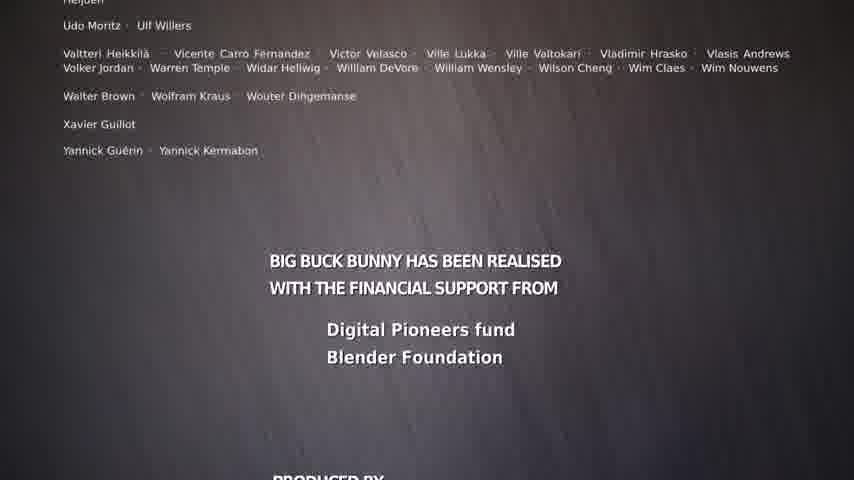 Heijden
Udo Moritz · Ulf Willers
Valtteri Heikkilä · Vicente Carro Fernandez · Victor Velasco · Ville Lukka · Ville Valtokari · Vladimir Hrasko · Vlasis Andrews
Volker Jordan · Warren Temple · Widar Hellwig · William DeVore · William Wensley · Wilson Cheng · Wim Claes · Wim Nouwens
Walter Brown · Wolfram Kraus · Wouter Dingemanse
Xavier Guillot
Yannick Guérin · Yannick Kermabon
BIG BUCK BUNNY HAS BEEN REALISED
WITH THE FINANCIAL SUPPORT FROM
Digital Pioneers fund
Blender Foundation
PRODUCED BY